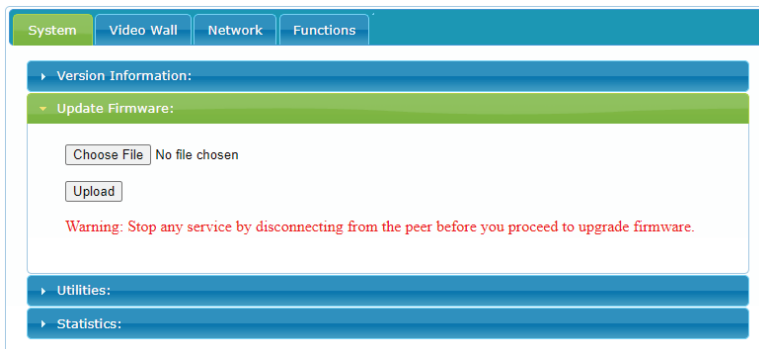 System Video Wall Network Functions
Version Information:
Update Firmware:
Choose File No file chosen
Upload
Warning: Stop any service by disconnecting from the peer before you proceed to upgrade firmware.
Utilities:
Statistics: